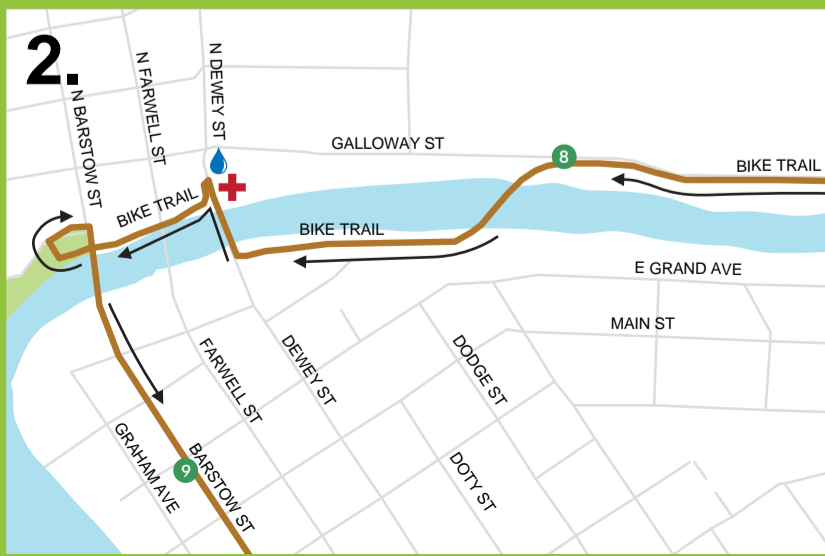 2.
N BARSTOW ST
N FARWELL ST
N DEWEY ST
GALLOWAY ST
8
BIKE TRAIL
BIKE TRAIL
BIKE TRAIL
E GRAND AVE
MAIN ST
FARWELL ST
DEWEY ST
DODGE ST
GRAHAM AVE
BARSTOW ST
9
DOTY ST